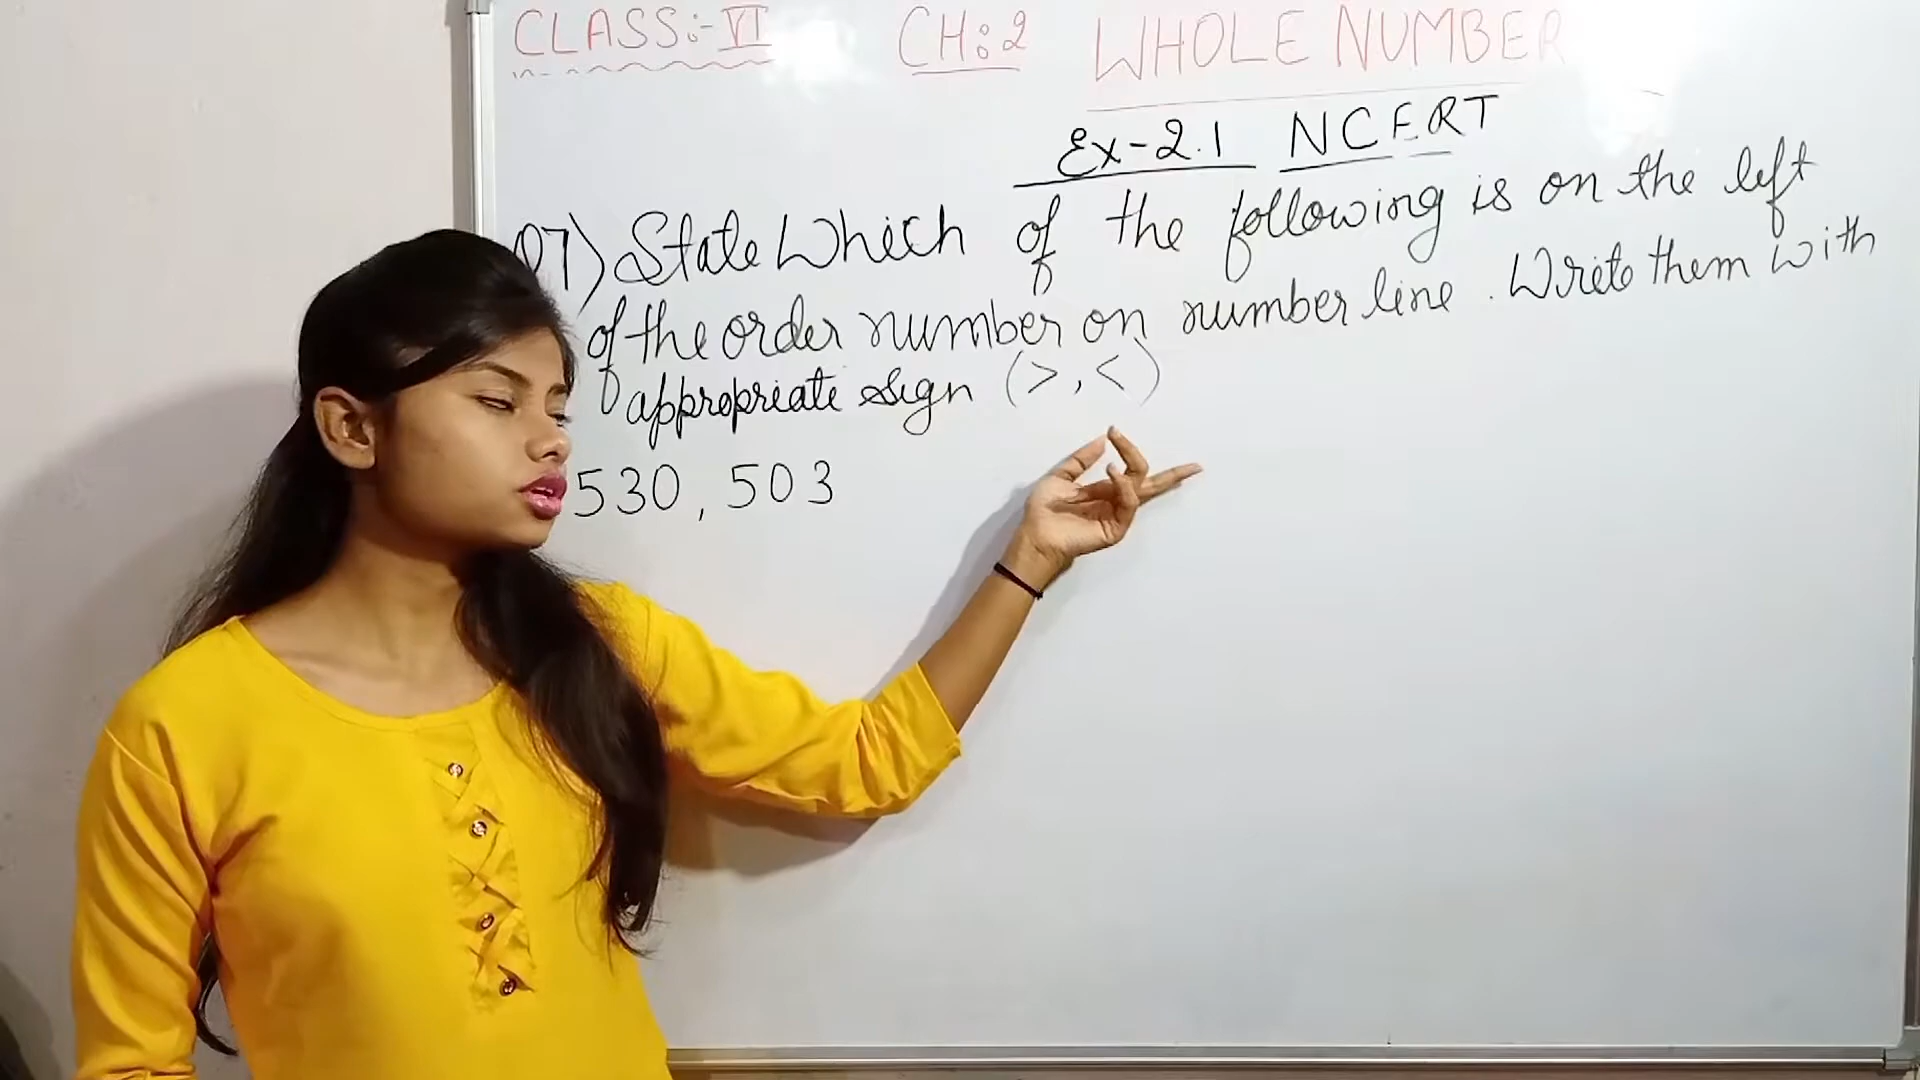 CLASS:-VI CH:2 WHOLE NUMBER
Ex-2.1 NCERT
Q7) State Which of the following is on the left
of the order number on number line. Write them with
appropriate sign (>, <)
530, 503